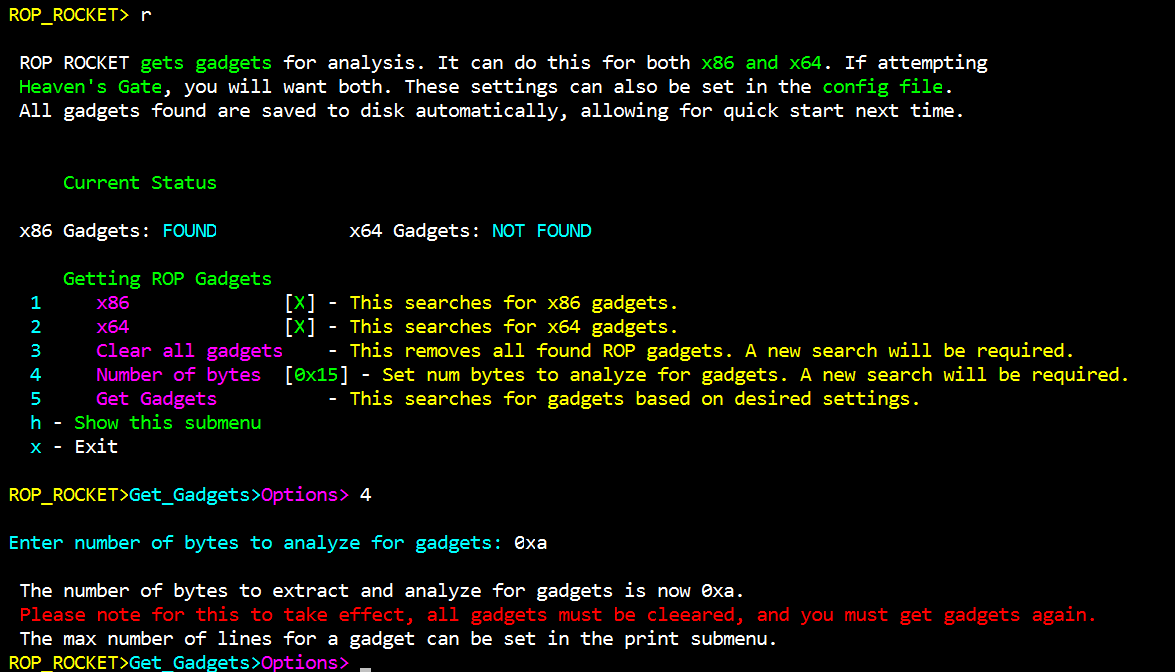 ROP_ROCKET> r
ROP ROCKET gets gadgets for analysis. It can do this for both x86 and x64. If attempting
Heaven's Gate, you will want both. These settings can also be set in the config file.
All gadgets found are saved to disk automatically, allowing for quick start next time.
Current Status
x86 Gadgets: FOUND x64 Gadgets: NOT FOUND
Getting ROP Gadgets
1 x86 [X] - This searches for x86 gadgets.
2 x64 [X] - This searches for x64 gadgets.
3 Clear all gadgets - This removes all found ROP gadgets. A new search will be required.
4 Number of bytes [0x15] - Set num bytes to analyze for gadgets. A new search will be required.
5 Get Gadgets - This searches for gadgets based on desired settings.
h - Show this submenu
x - Exit
ROP_ROCKET>Get_Gadgets>Options> 4
Enter number of bytes to analyze for gadgets: 0xa
The number of bytes to extract and analyze for gadgets is now 0xa.
Please note for this to take effect, all gadgets must be cleeared, and you must get gadgets again.
The max number of lines for a gadget can be set in the print submenu.
ROP_ROCKET>Get_Gadgets>Options> _